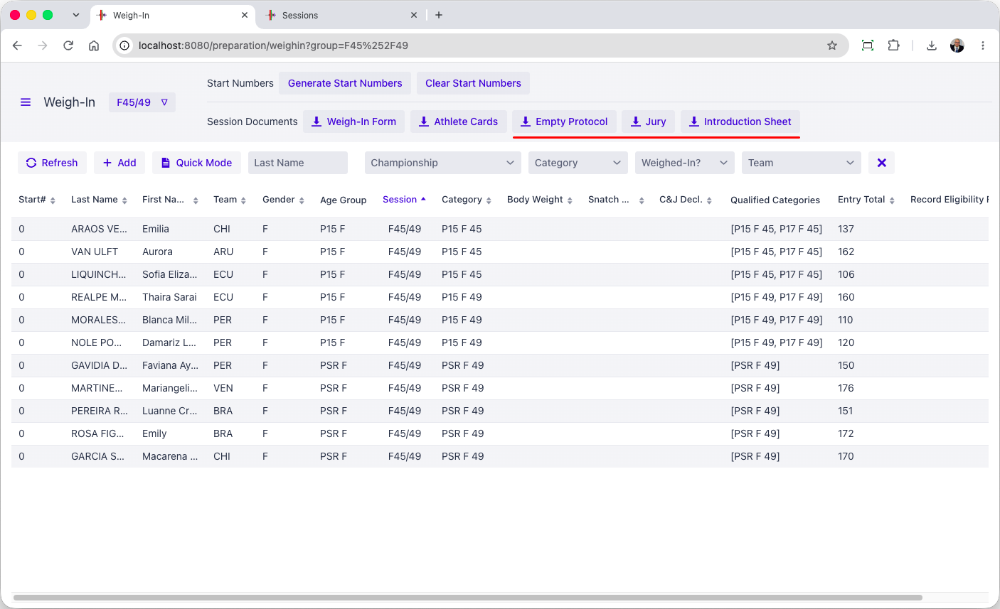 Weigh-In
Sessions
localhost:8080/preparation/weighin?group=F45%252F49
Start Numbers Generate Start Numbers Clear Start Numbers
Weigh-In F45/49
Session Documents Weigh-In Form Athlete Cards Empty Protocol Jury Introduction Sheet
Refresh Add Quick Mode Last Name Championship Category Weighed-In? Team
Start# Last Name First Na... Team Gender Age Group Session Category Body Weight Snatch ... C&J Decl. Qualified Categories Entry Total Record Eligibility F
0 ARAOS VE... Emilia CHI F P15 F F45/49 P15 F 45 [P15 F 45, P17 F 45] 137
0 VAN ULFT Aurora ARU F P15 F F45/49 P15 F 45 [P15 F 45, P17 F 45] 162
0 LIQUINCH... Sofia Eliza... ECU F P15 F F45/49 P15 F 45 [P15 F 45, P17 F 45] 106
0 REALPE M... Thaira Sarai ECU F P15 F F45/49 P15 F 49 [P15 F 49, P17 F 49] 160
0 MORALES... Blanca Mil... PER F P15 F F45/49 P15 F 49 [P15 F 49, P17 F 49] 110
0 NOLE PO... Damariz L... PER F P15 F F45/49 P15 F 49 [P15 F 49, P17 F 49] 120
0 GAVIDIA D... Faviana Ay... PER F PSR F F45/49 PSR F 49 [PSR F 49] 150
0 MARTINE... Mariangeli... VEN F PSR F F45/49 PSR F 49 [PSR F 49] 176
0 PEREIRA R... Luanne Cr... BRA F PSR F F45/49 PSR F 49 [PSR F 49] 151
0 ROSA FIG... Emily BRA F PSR F F45/49 PSR F 49 [PSR F 49] 172
0 GARCIA S... Macarena ... CHI F PSR F F45/49 PSR F 49 [PSR F 49] 170